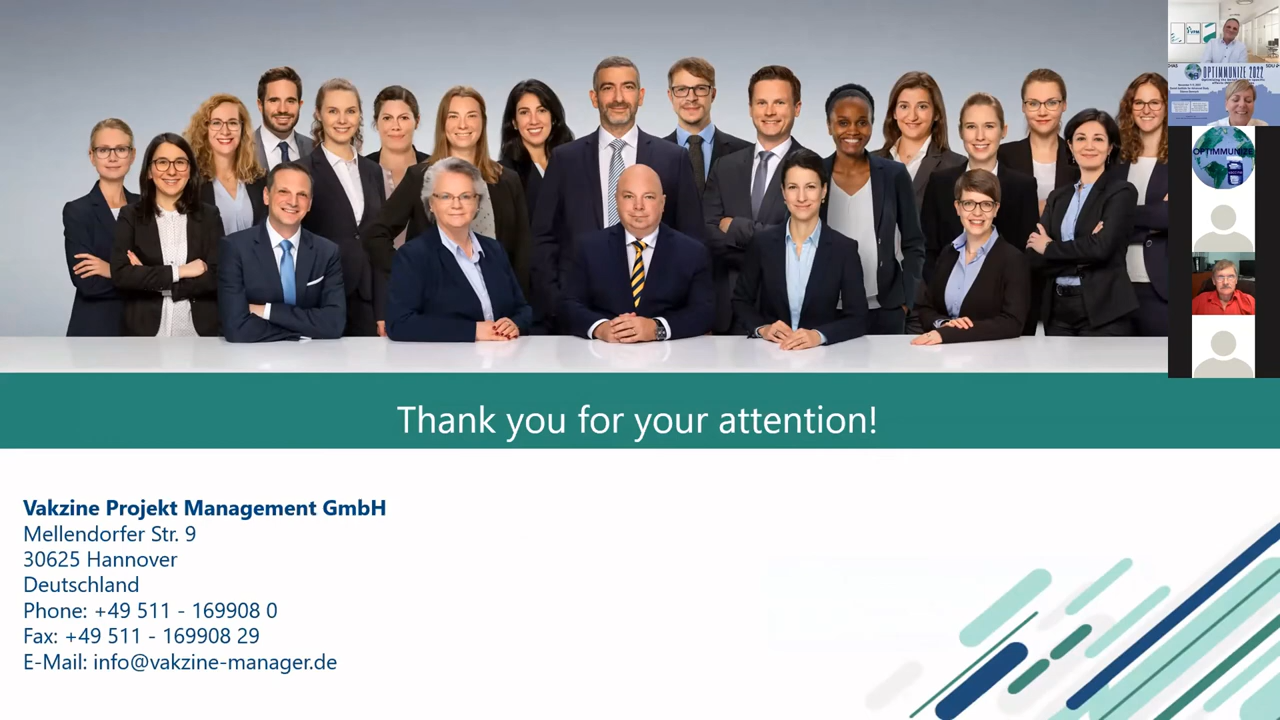 Thank you for your attention!
Vakzine Projekt Management GmbH
Mellendorfer Str. 9
30625 Hannover
Deutschland
Phone: +49 511 - 169908 0
Fax: +49 511 - 169908 29
E-Mail: info@vakzine-manager.de
OPTIMMUNIZE 2022
OPTIMMUNIZE